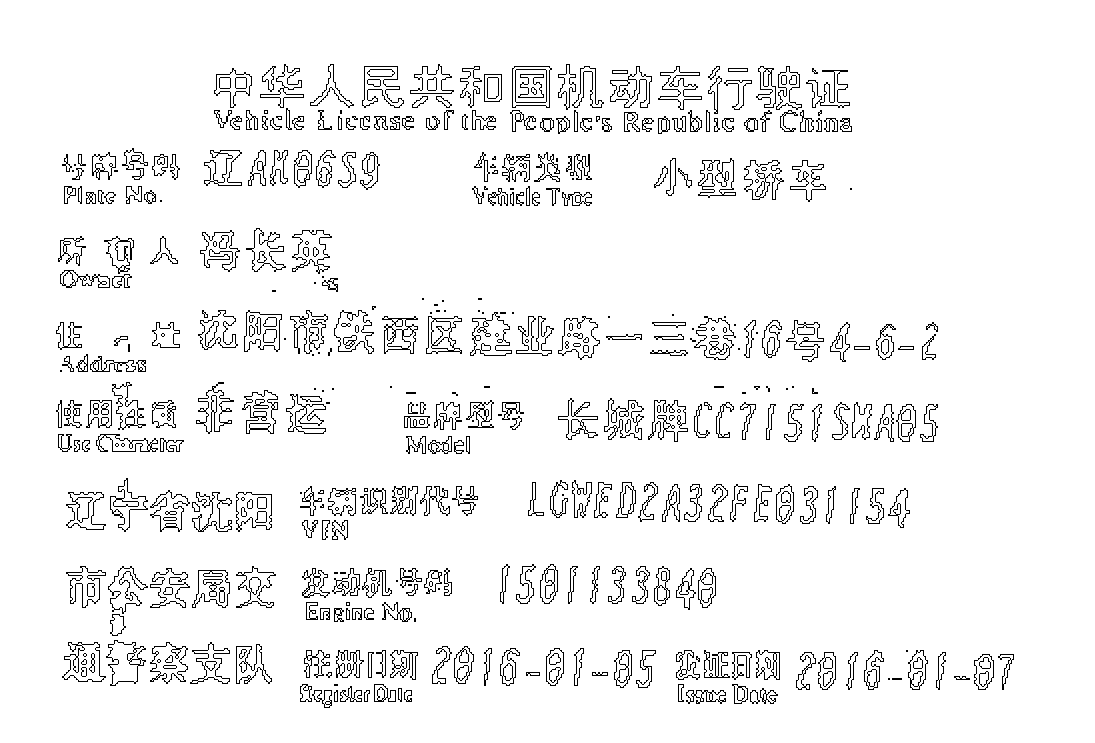 中华人民共和国机动车行驶证
Vehicle License of the People's Republic of China
号牌号码 辽AK06S9 车辆类型 小型轿车
Plate No. Vehicle Type
所有人 冯长英
Owner
住 址 沈阳市铁西区建业路一三巷16号4-6-2
Address
使用性质 非营运 品牌型号 长城牌CC7151SMA05
Use Character Model
辽宁省沈阳 车辆识别代号 LGWED2A32FE031154
VIN
市公安局交 发动机号码 1501133840
Engine No.
通警察支队 注册日期 2016-01-05 发证日期 2016-01-07
Register Date Issue Date